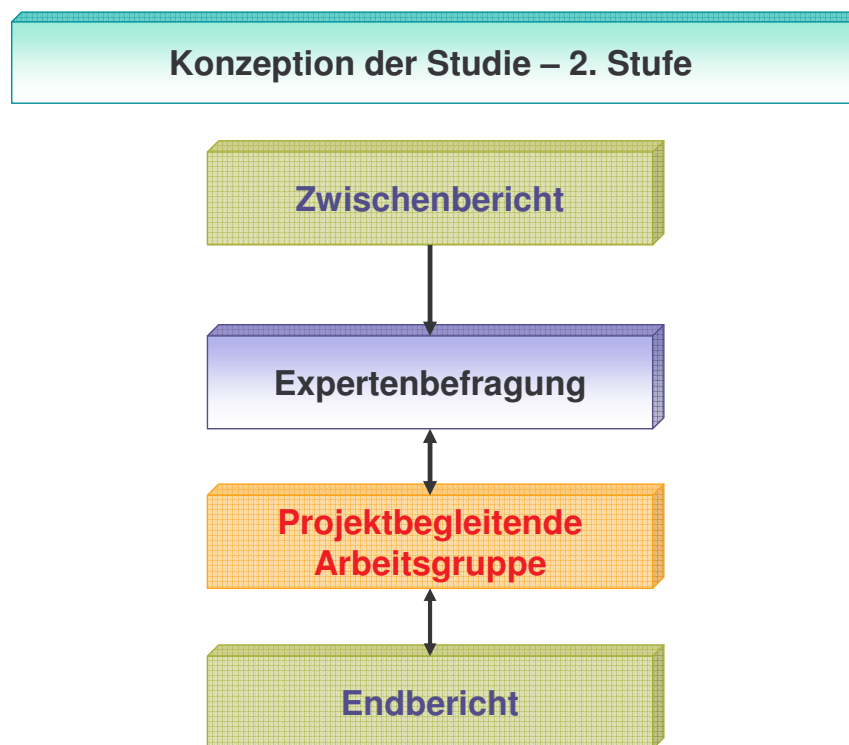 Konzeption der Studie – 2. Stufe
Zwischenbericht
Expertenbefragung
Projektbegleitende
Arbeitsgruppe
Endbericht